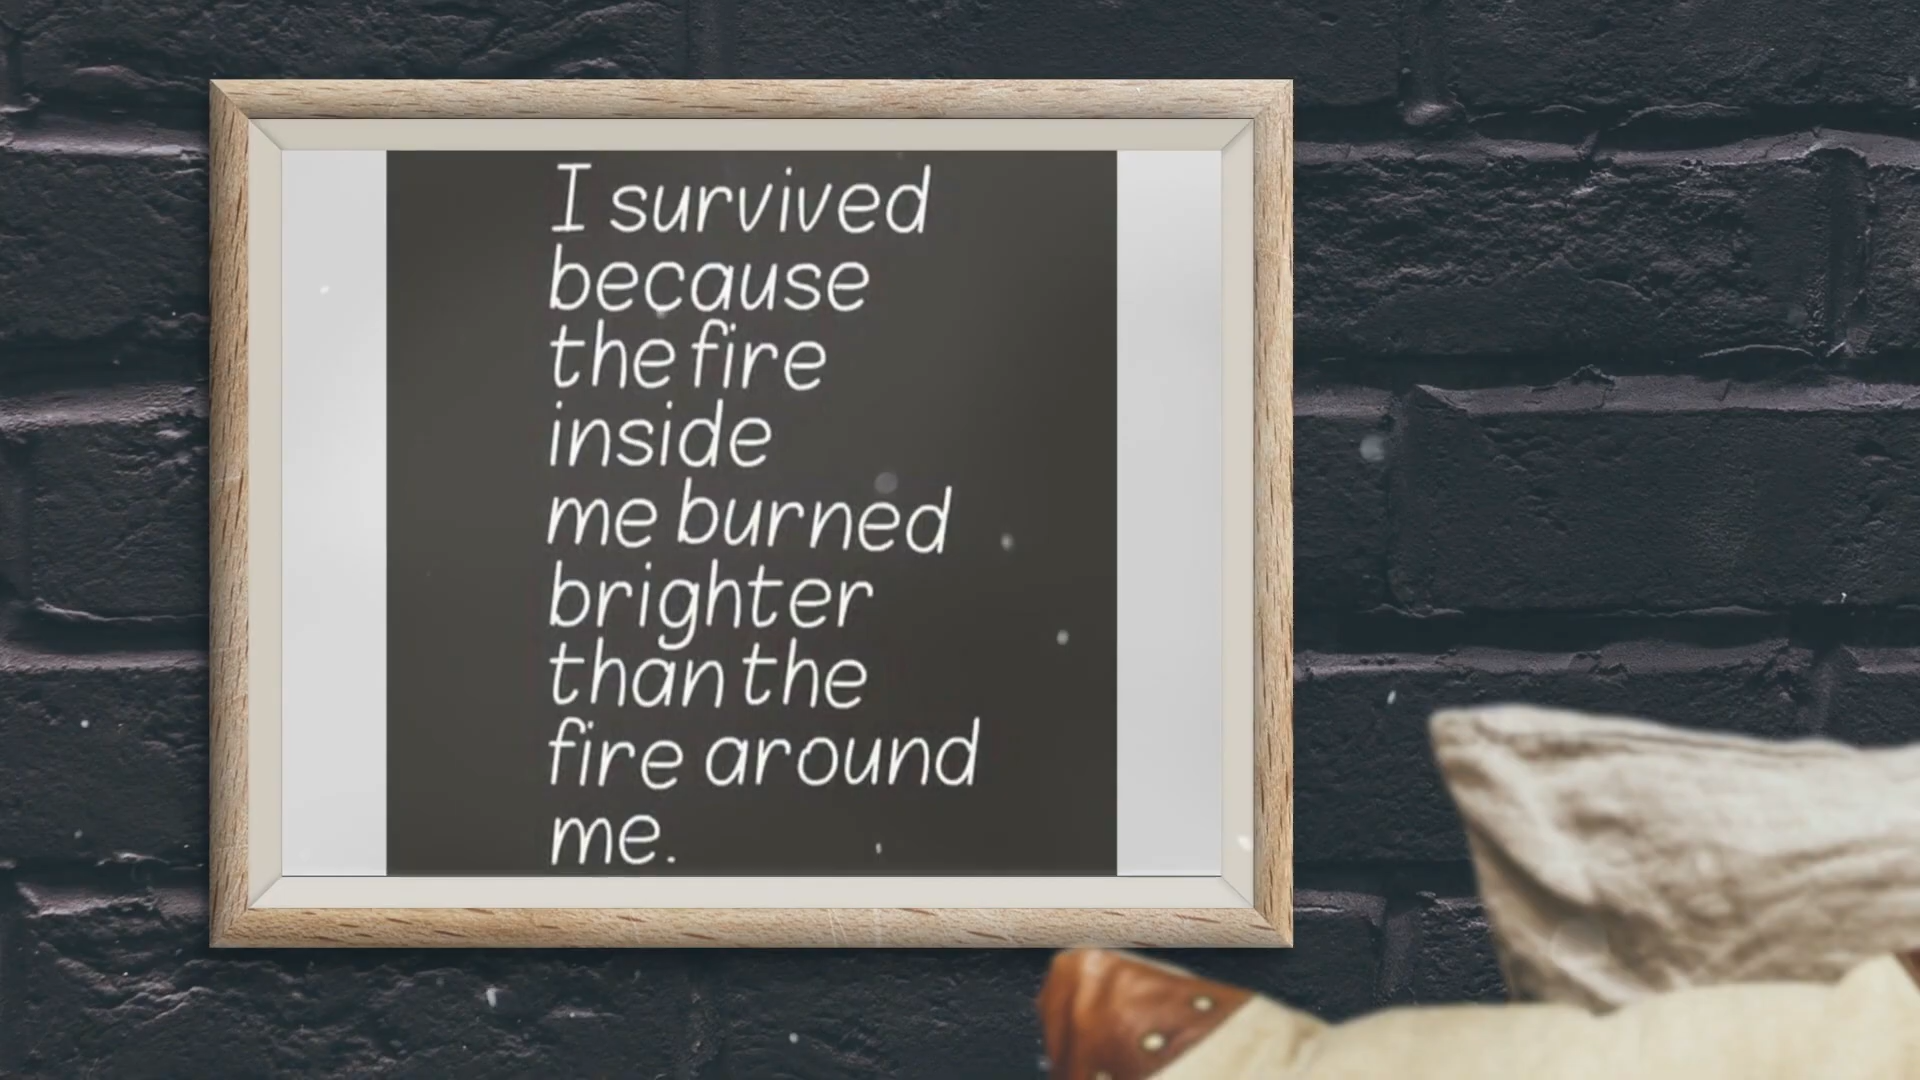 I survived
because
the fire
inside
me burned
brighter
than the
fire around
me.